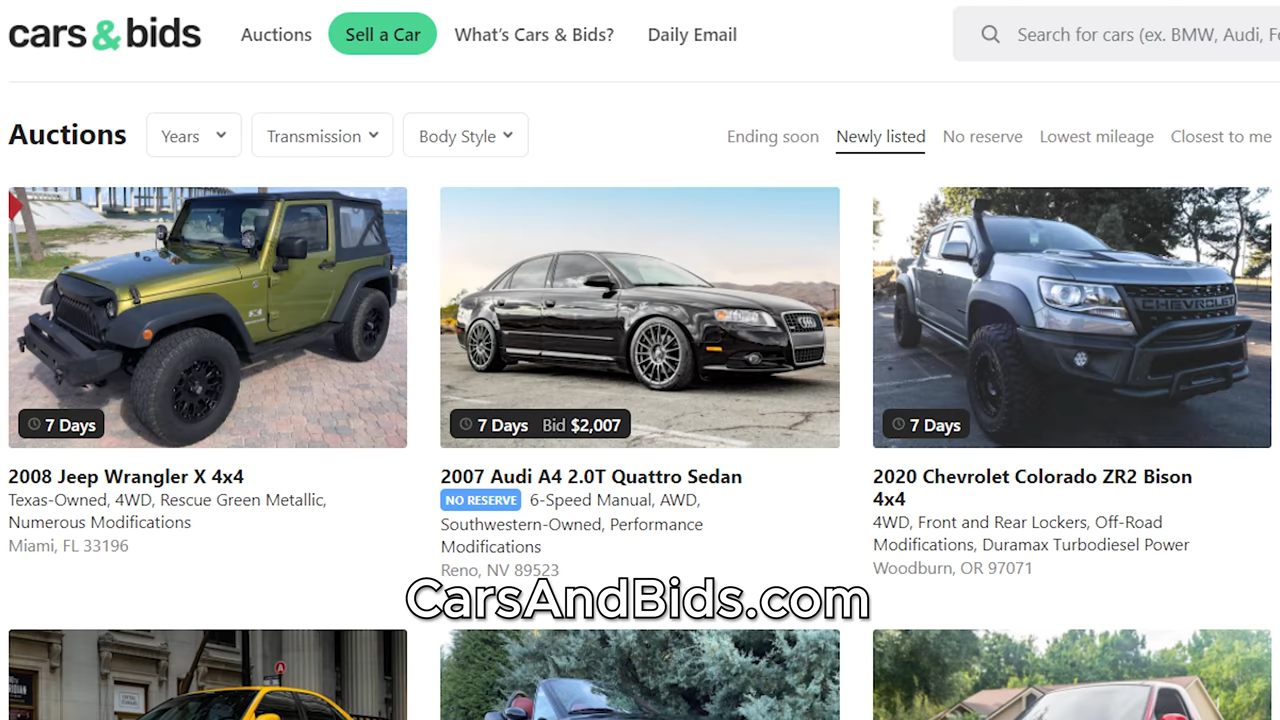 cars & bids
Auctions
Sell a Car
What's Cars & Bids?
Daily Email
Search for cars (ex. BMW, Audi, Fo
Auctions
Years
Transmission
Body Style
Ending soon
Newly listed
No reserve
Lowest mileage
Closest to me
7 Days
7 Days Bid $2,007
CHEVROLET
7 Days
2008 Jeep Wrangler X 4x4
Texas-Owned, 4WD, Rescue Green Metallic,
Numerous Modifications
Miami, FL 33196
2007 Audi A4 2.0T Quattro Sedan
NO RESERVE 6-Speed Manual, AWD,
Southwestern-Owned, Performance
Modifications
Reno, NV 89523
2020 Chevrolet Colorado ZR2 Bison
4x4
4WD, Front and Rear Lockers, Off-Road
Modifications, Duramax Turbodiesel Power
Woodburn, OR 97071
CarsAndBids.com